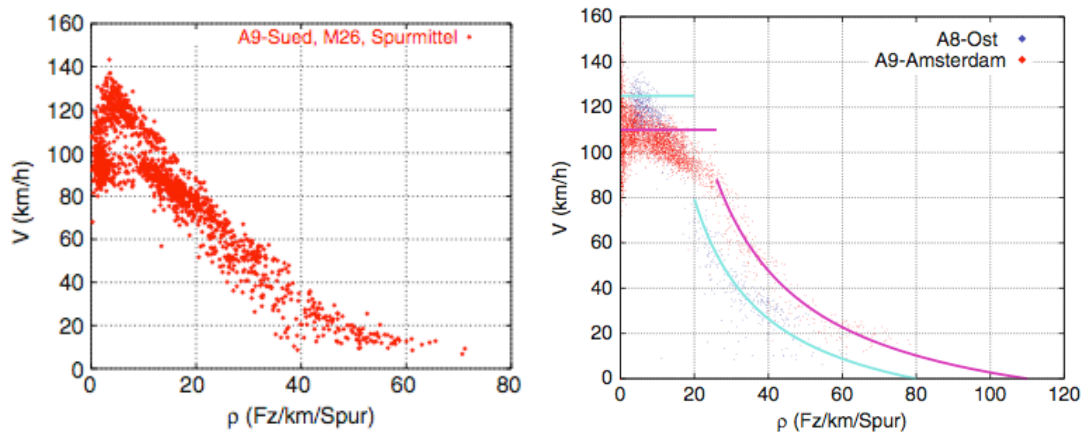 160
140
120
100
80
60
40
20
0
V (km/h)
A9-Sued, M26, Spurmittel
0 20 40 60 80
ρ (Fz/km/Spur)
160
140
120
100
80
60
40
20
0
V (km/h)
A8-Ost
A9-Amsterdam
0 20 40 60 80 100 120
ρ (Fz/km/Spur)